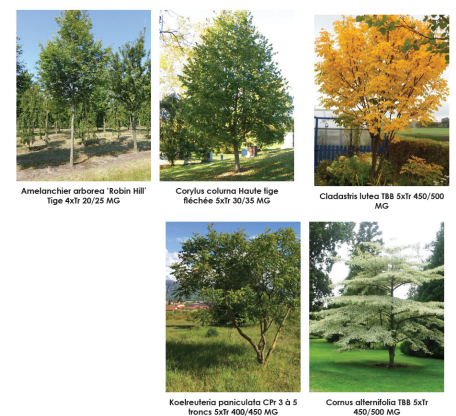 Amelanchier arborea 'Robin Hill'
Tige 4xTr 20/25 MG
Corylus colurna Haute tige
fléchée 5xTr 30/35 MG
Cladastris lutea TBB 5xTr 450/500
MG
Koelreuteria paniculata CPr 3 à 5
troncs 5xTr 400/450 MG
Cornus alternifolia TBB 5xTr
450/500 MG